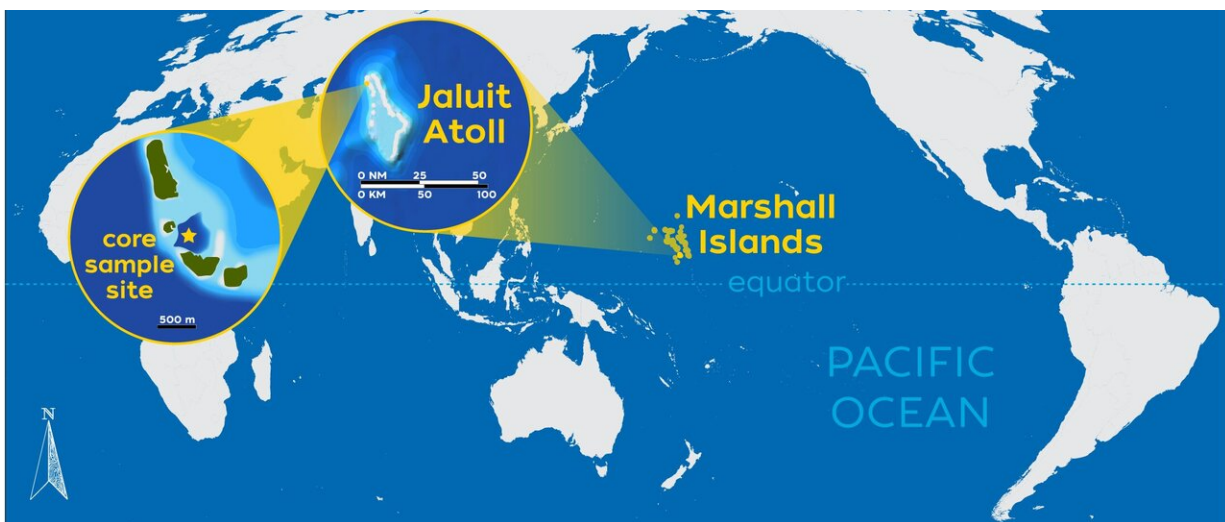 Jaluit
Atoll
0 NM 25 50
0 KM 50 100
core
sample
site
500 m
Marshall
Islands
equator
PACIFIC
OCEAN
N